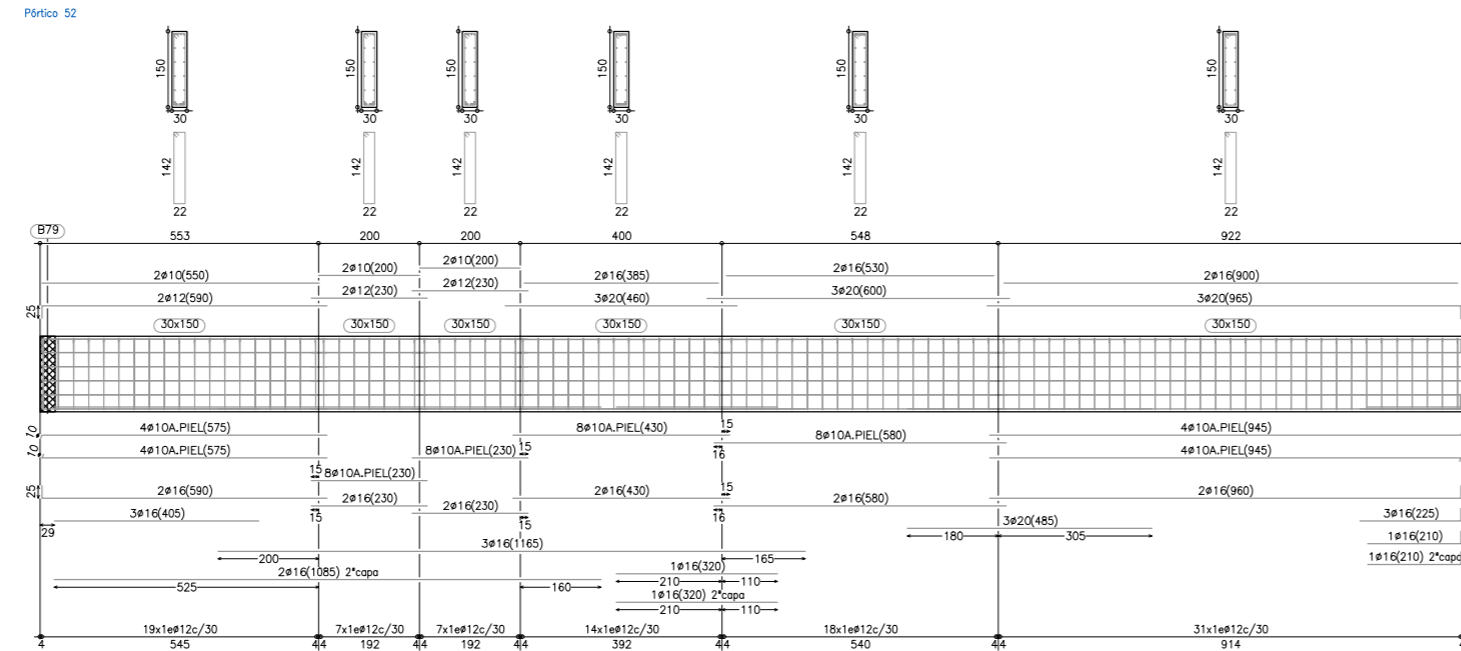 Pórtico 52
150 150 150 150 150 150
30 30 30 30 30 30
142 142 142 142 142 142
22 22 22 22 22 22
B79
553 200 200 400 548 922
2ø10(550) 2ø10(200) 2ø10(200) 2ø16(385) 2ø16(530) 2ø16(900)
25 2ø12(590) 2ø12(230) 2ø12(230) 3ø20(460) 3ø20(600) 3ø20(965)
30x150 30x150 30x150 30x150 30x150 30x150
10 4ø10A.PIEL(575) 8ø10A.PIEL(430) 15 8ø10A.PIEL(580) 16 4ø10A.PIEL(945)
10 4ø10A.PIEL(575) 8ø10A.PIEL(230) 15 4ø10A.PIEL(945)
15 8ø10A.PIEL(230)
25 2ø16(590) 2ø16(230) 2ø16(230) 2ø16(430) 15 2ø16(580) 2ø16(960)
29 3ø16(405) 15 15 16 3ø20(485) 3ø16(225)
180 305
3ø16(1165) 1ø16(210)
200 165 1ø16(210) 2ªcapa
2ø16(1085) 2ªcapa 1ø16(320)
525 160 210 110
1ø16(320) 2ªcapa
210 110
19x1eø12c/30 7x1eø12c/30 7x1eø12c/30 14x1eø12c/30 18x1eø12c/30 31x1eø12c/30
4 545 4 4 192 4 4 192 4 4 392 4 4 540 4 4 914